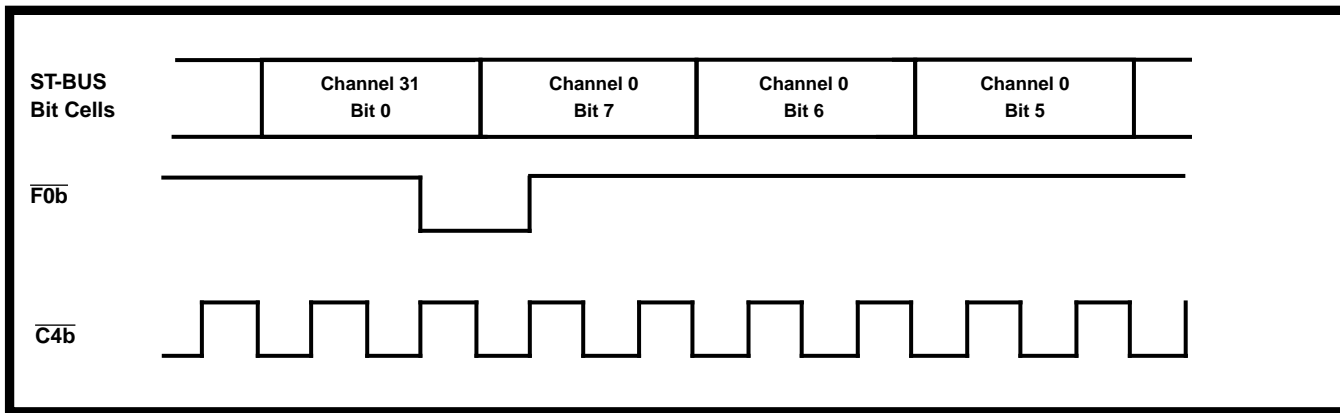 ST-BUS
Bit Cells
Channel 31
Bit 0
Channel 0
Bit 7
Channel 0
Bit 6
Channel 0
Bit 5
F0b
C4b